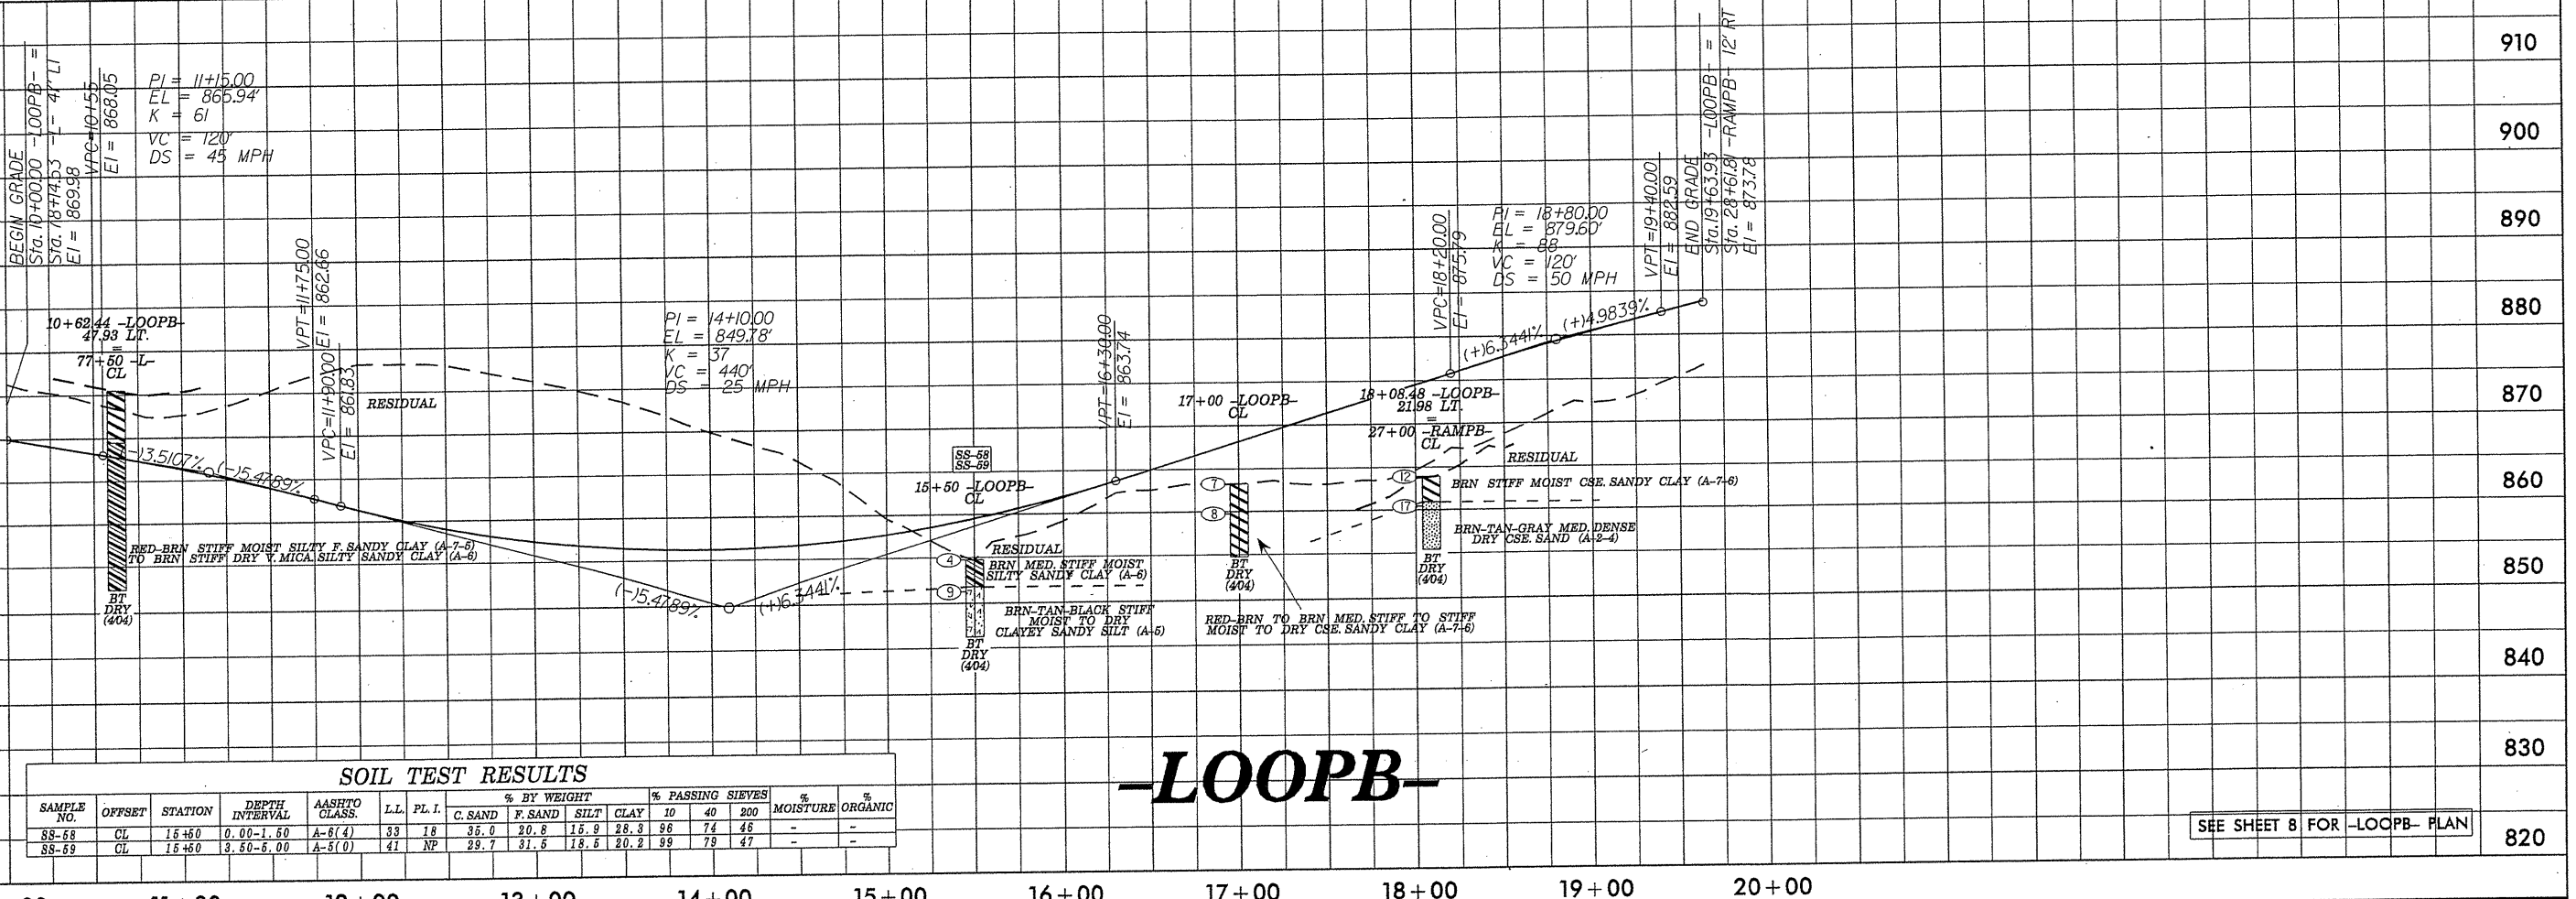 BEGIN GRADE
Sta. 10+00.00 -LOOPB- =
Sta. 78+14.53 -L- 47' LT
El = 869.98
VPC=10+55
El = 868.05
PI = 11+15.00
EL = 865.94'
K = 61
VC = 120'
DS = 45 MPH
VPT=11+75.00
El = 862.66
VPC=11+90.00
El = 861.83
PI = 14+10.00
EL = 849.78'
K = 37
VC = 440'
DS = 25 MPH
VPT=16+30.00
El = 863.74
VPC=18+20.00
El = 875.79
PI = 18+80.00
EL = 879.60'
K = 88
VC = 120'
DS = 50 MPH
VPT=19+40.00
El = 882.59
END GRADE
Sta. 19+63.93 -LOOPB- =
Sta. 28+61.81 -RAMPB- 12' RT
El = 873.78
910
900
890
880
870
860
850
840
830
820
10+62.44 -LOOPB-
47.93 LT.
=
77+50 -L-
CL
RESIDUAL
(-)3.5107%
(-)5.4789%
RED-BRN STIFF MOIST SILTY F. SANDY CLAY (A-7-5)
TO BRN STIFF DRY V. MICA. SILTY SANDY CLAY (A-6)
BT
DRY
(4/04)
(-)5.4789%
(+)6.3441%
SS-58
SS-59
15+50 -LOOPB-
CL
RESIDUAL
4
BRN MED. STIFF MOIST
SILTY SANDY CLAY (A-6)
9
BRN-TAN-BLACK STIFF
MOIST TO DRY
CLAYEY SANDY SILT (A-5)
BT
DRY
(4/04)
17+00 -LOOPB-
CL
7
8
BT
DRY
(4/04)
RED-BRN TO BRN MED. STIFF TO STIFF
MOIST TO DRY CSE. SANDY CLAY (A-7-6)
(+)6.3441%
(+)4.9839%
18+08.48 -LOOPB-
21.98 LT.
=
27+00 -RAMPB-
CL
RESIDUAL
12
BRN STIFF MOIST CSE. SANDY CLAY (A-7-6)
17
BRN-TAN-GRAY MED. DENSE
DRY CSE. SAND (A-2-4)
BT
DRY
(4/04)
-LOOPB-
SOIL TEST RESULTS
SAMPLE NO. OFFSET STATION DEPTH INTERVAL AASHTO CLASS. L.L. PL. I. % BY WEIGHT % PASSING SIEVES % MOISTURE % ORGANIC
C. SAND F. SAND SILT CLAY 10 40 200
SS-58 CL 15+50 0.00-1.50 A-6(4) 33 18 35.0 20.8 15.9 28.3 96 74 46 - -
SS-59 CL 15+50 3.50-5.00 A-5(0) 41 NP 29.7 31.5 18.5 20.2 99 79 47 - -
SEE SHEET 8 FOR -LOOPB- PLAN
14+00 15+00 16+00 17+00 18+00 19+00 20+00